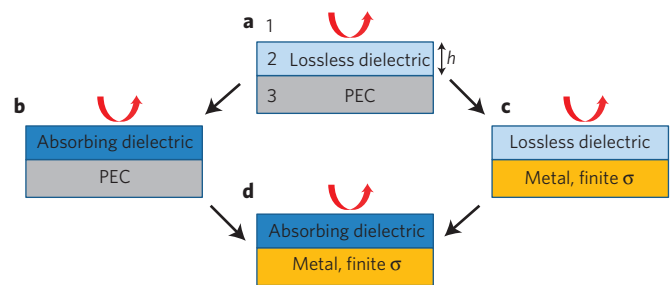 a 1
2 Lossless dielectric h
3 PEC
b
Absorbing dielectric
PEC
c
Lossless dielectric
Metal, finite σ
d
Absorbing dielectric
Metal, finite σ